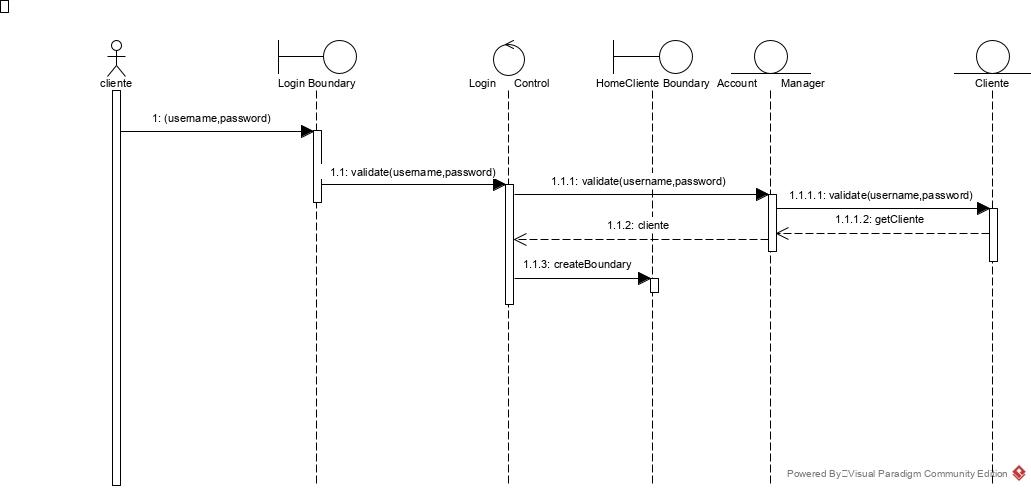 cliente
Login Boundary
Login Control
HomeCliente Boundary
Account Manager
Cliente
1: (username,password)
1.1: validate(username,password)
1.1.1: validate(username,password)
1.1.1.1: validate(username,password)
1.1.1.2: getCliente
1.1.2: cliente
1.1.3: createBoundary
Powered By Visual Paradigm Community Edition